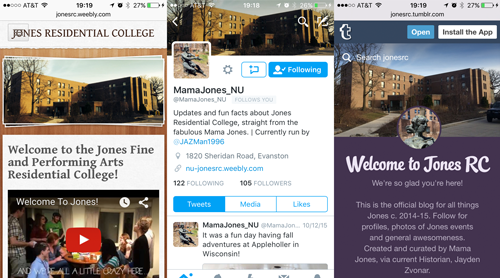 AT&T 19:19 27%
jonesrc.weebly.com
JONES RESIDENTIAL COLLEGE
Welcome to the Jones Fine
and Performing Arts
Residential College!
Welcome To Jones!
AND WE'RE ALL A LITTLE CRAZY HERE
AT&T 19:18 26%
MamaJones_NU
@MamaJones_NU FOLLOWS YOU
Following
Updates and fun facts about Jones
Residential College, straight from the
fabulous Mama Jones. | Currently run by
@JAZMan1996
1820 Sheridan Road, Evanston
nu-jonesrc.weebly.com
122 FOLLOWING 105 FOLLOWERS
Tweets Media Likes
MamaJones_NU @MamaJon... 10/12/15
It was a fun day having fall
adventures at Appleholler in
Wisconsin!
AT&T 19:19 27%
jonesrc.tumblr.com
t Open Install the App
Search jonesrc
Welcome to Jones RC
We're so glad you're here!
This is the official blog for all things
Jones c. 2014-15. Follow for
profiles, photos of Jones events
and general awesomeness.
Created and curated by Mama
Jones, via current Historian, Jayden
Zvonar.